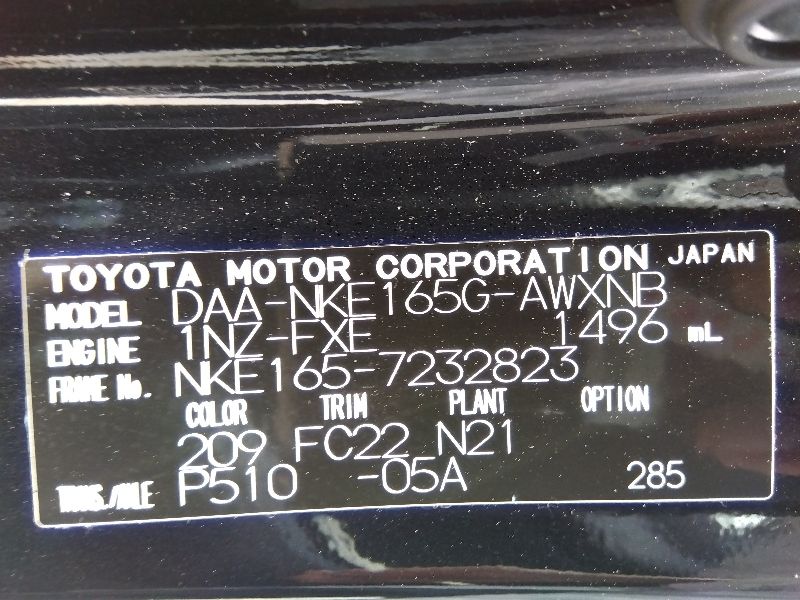 TOYOTA MOTOR CORPORATION JAPAN
MODEL DAA-NKE165G-AWXNB
ENGINE 1NZ-FXE 1496 mL
FRAME No. NKE165-7232823
COLOR TRIM PLANT OPTION
209 FC22 N21
TRANS./AXLE P510 -05A 285